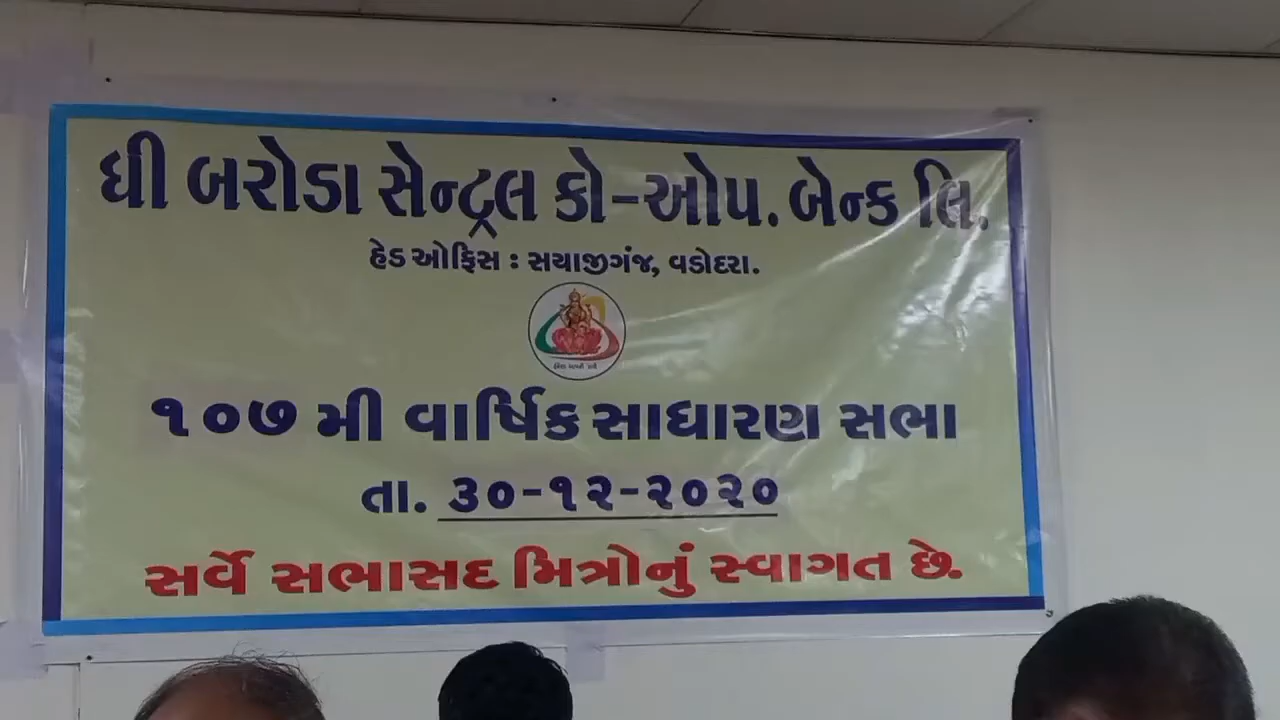 ધી બરોડા સેન્ટ્રલ કો-ઓપ. બેન્ક લિ.
હેડ ઓફિસ : સયાજીગંજ, વડોદરા.
૧૦૭ મી વાર્ષિક સાધારણ સભા
તા. ૩૦-૧૨-૨૦૨૦
સર્વે સભાસદ મિત્રોનું સ્વાગત છે.